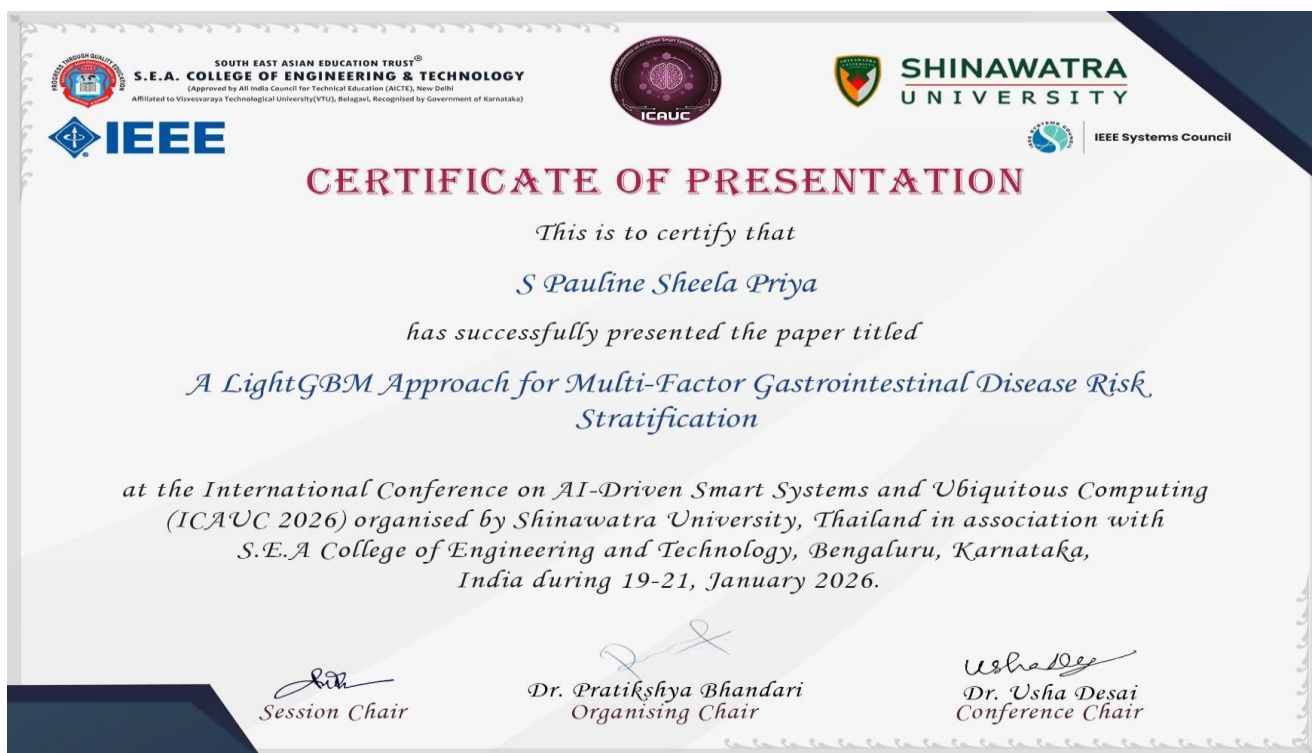 SOUTH EAST ASIAN EDUCATION TRUST®
S.E.A. COLLEGE OF ENGINEERING & TECHNOLOGY
(Approved by All India Council for Technical Education (AICTE), New Delhi
Affiliated to Visvesvaraya Technological University(VTU), Belagavi, Recognised by Government of Karnataka)
PROGRESS THROUGH QUALITY EDUCATION
IEEE
ICAUC
SHINAWATRA
UNIVERSITY
IEEE Systems Council
CERTIFICATE OF PRESENTATION
This is to certify that
S Pauline Sheela Priya
has successfully presented the paper titled
A LightGBM Approach for Multi-Factor Gastrointestinal Disease Risk
Stratification
at the International Conference on AI-Driven Smart Systems and Ubiquitous Computing
(ICAUC 2026) organised by Shinawatra University, Thailand in association with
S.E.A College of Engineering and Technology, Bengaluru, Karnataka,
India during 19-21, January 2026.
Session Chair
Dr. Pratikshya Bhandari
Organising Chair
Dr. Usha Desai
Conference Chair